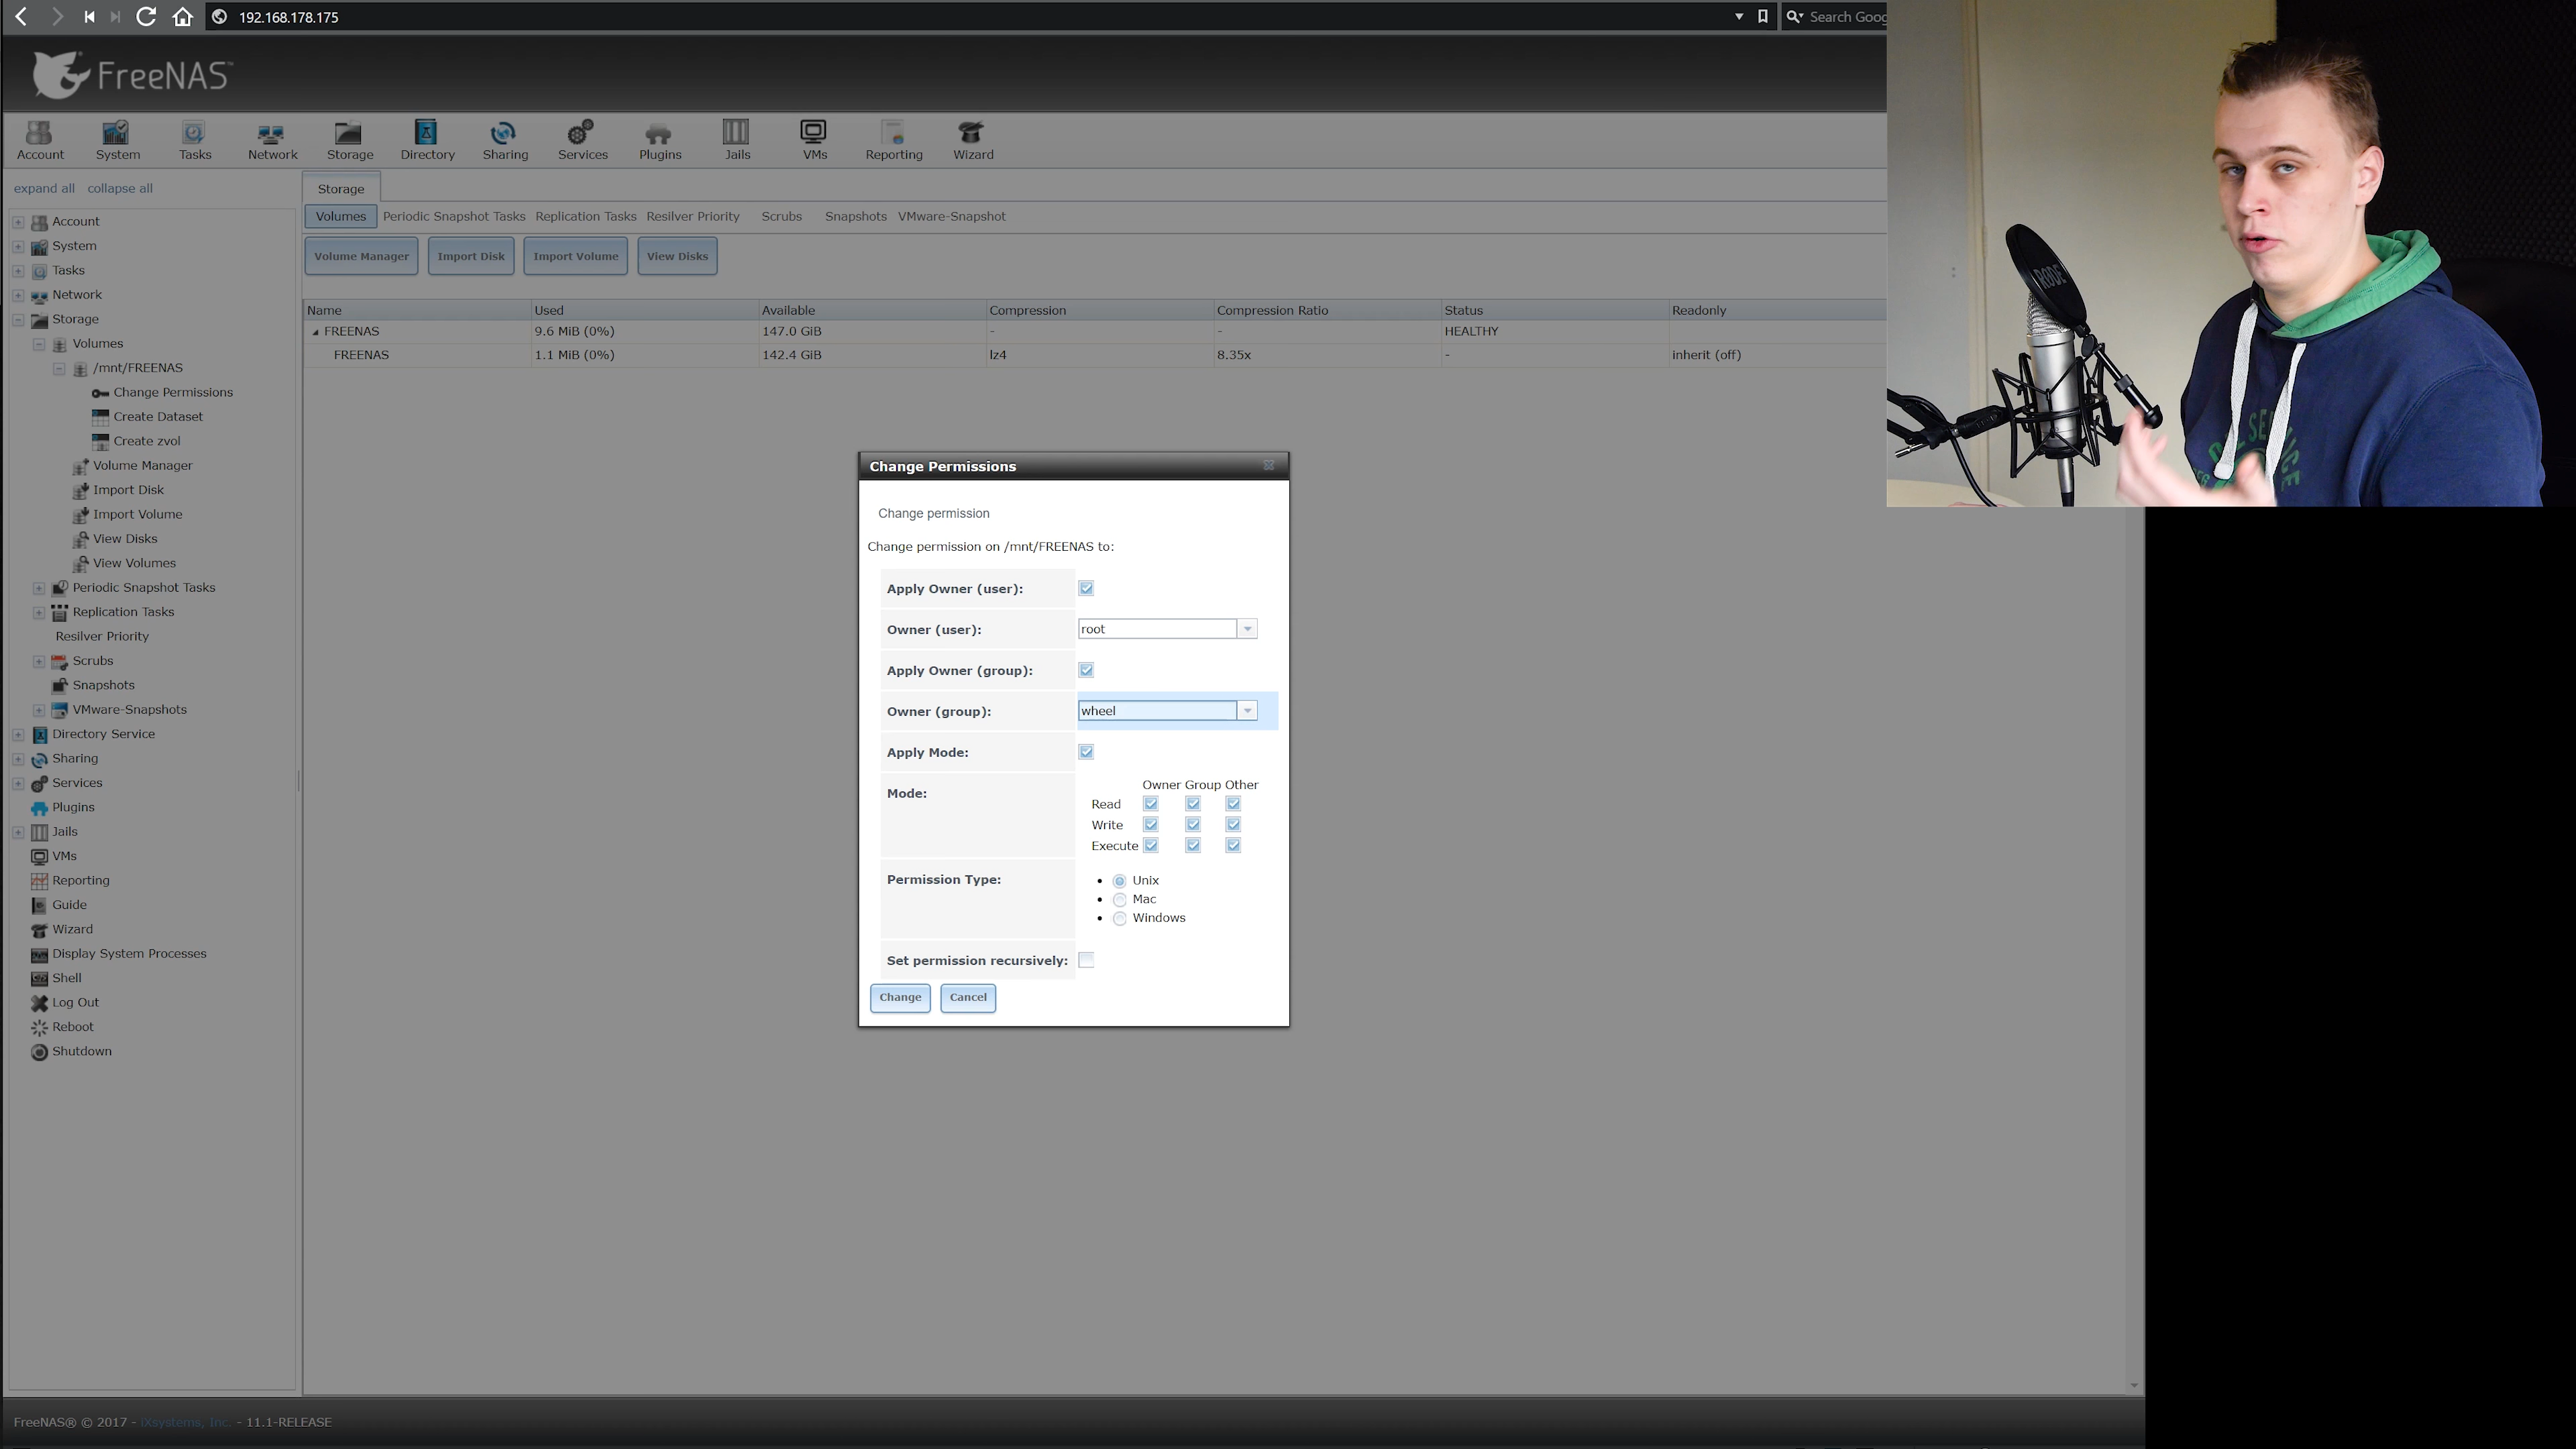 192.168.178.175
Search Goog
FreeNAS™
Account System Tasks Network Storage Directory Sharing Services Plugins Jails VMs Reporting Wizard
expand all collapse all
Account
System
Tasks
Network
Storage
Volumes
/mnt/FREENAS
Change Permissions
Create Dataset
Create zvol
Volume Manager
Import Disk
Import Volume
View Disks
View Volumes
Periodic Snapshot Tasks
Replication Tasks
Resilver Priority
Scrubs
Snapshots
VMware-Snapshots
Directory Service
Sharing
Services
Plugins
Jails
VMs
Reporting
Guide
Wizard
Display System Processes
Shell
Log Out
Reboot
Shutdown
Storage
Volumes Periodic Snapshot Tasks Replication Tasks Resilver Priority Scrubs Snapshots VMware-Snapshot
Volume Manager Import Disk Import Volume View Disks
Name Used Available Compression Compression Ratio Status Readonly
FREENAS 9.6 MiB (0%) 147.0 GiB - - HEALTHY
FREENAS 1.1 MiB (0%) 142.4 GiB lz4 8.35x - inherit (off)
Change Permissions
Change permission
Change permission on /mnt/FREENAS to:
Apply Owner (user):
Owner (user): root
Apply Owner (group):
Owner (group): wheel
Apply Mode:
Mode: Owner Group Other
Read
Write
Execute
Permission Type: Unix
Mac
Windows
Set permission recursively:
Change Cancel
RØDE
FreeNAS® © 2017 - iXsystems, Inc. - 11.1-RELEASE